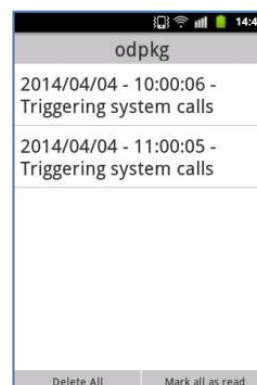 14:4
odpkg
2014/04/04 - 10:00:06 -
Triggering system calls
2014/04/04 - 11:00:05 -
Triggering system calls
Delete All Mark all as read